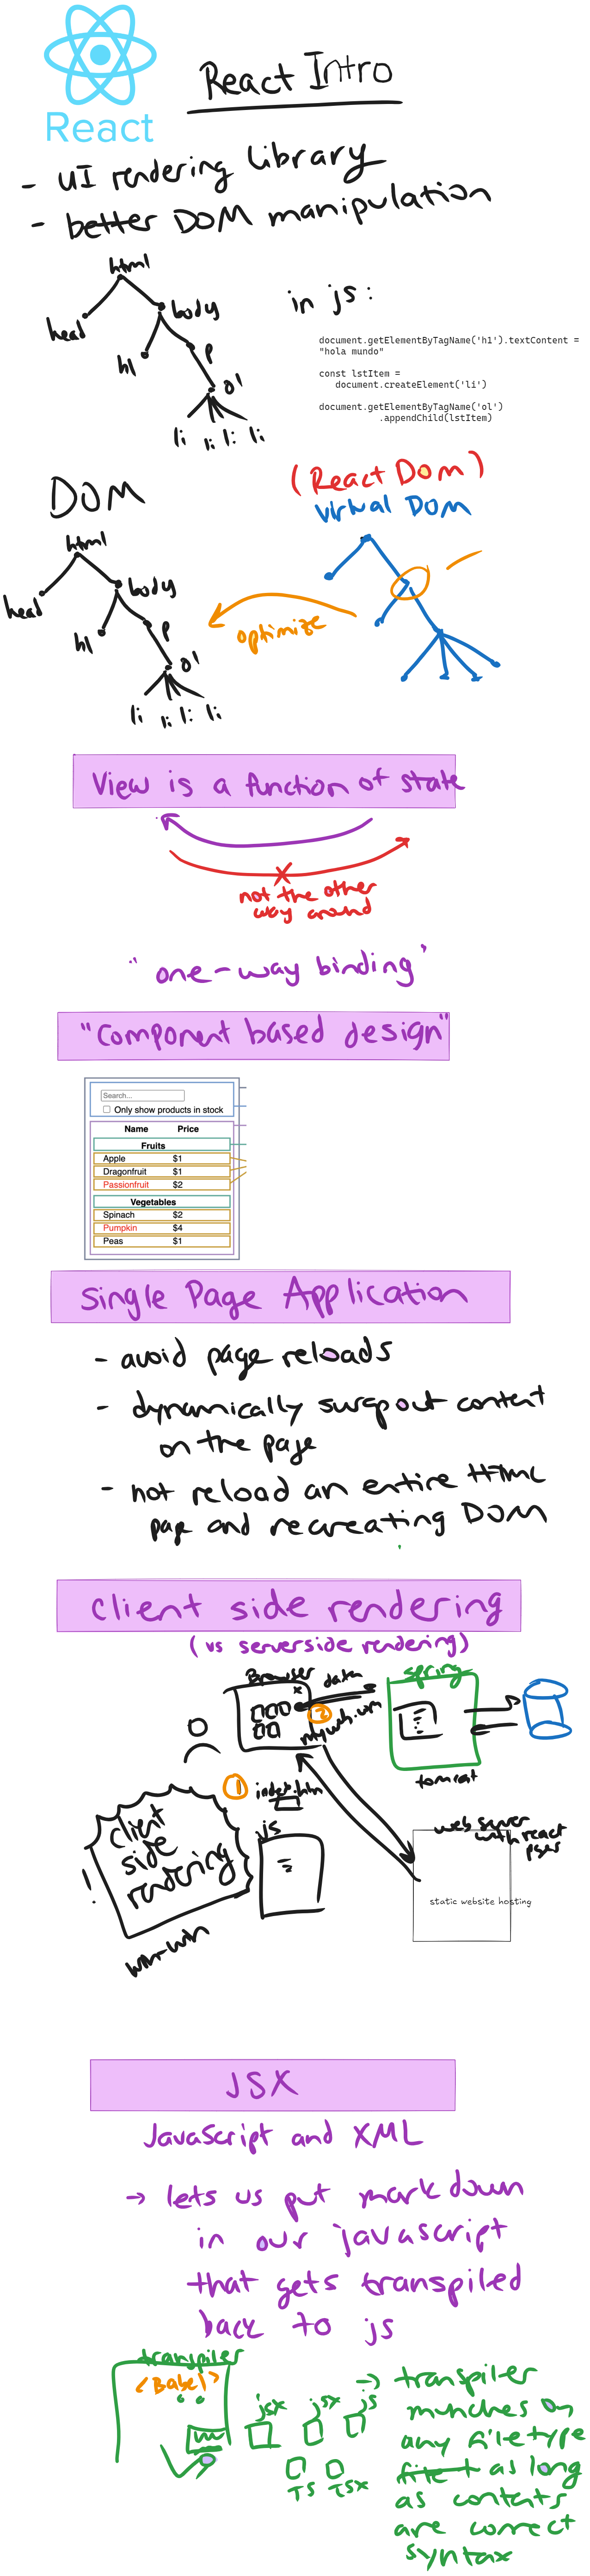 React
React Intro
- UI rendering library
- better DOM manipulation
html
head
body
h1
p
ol
li li li li
in js:
document.getElementByTagName('h1').textContent =
"hola mundo"
const lstItem =
document.createElement('li')
document.getElementByTagName('ol')
.appendChild(lstItem)
DOM
(React Dom)
virtual DOM
html
head
body
h1
p
ol
li li li li
optimize
View is a function of state
not the other
way around
"one-way binding"
"Component based design"
Search...
Only show products in stock
Name Price
Fruits
Apple $1
Dragonfruit $1
Passionfruit $2
Vegetables
Spinach $2
Pumpkin $4
Peas $1
Single Page Application
- avoid page reloads
- dynamically swap out content
on the page
- not reload an entire HTML
page and recreating DOM
client side rendering
(vs serverside rendering)
Browser
data
spring
2
tomcat
1
js
client
side
rendering
!
win-win
web server
with react
static website hosting
JSX
JavaScript and XML
→ lets us put markdown
in our javascript
that gets transpiled
back to js
transpiler
(Babel)
jsx jsx js
TS TSX
→ transpiler
munches on
any filetype
as long
as contents
are correct
syntax